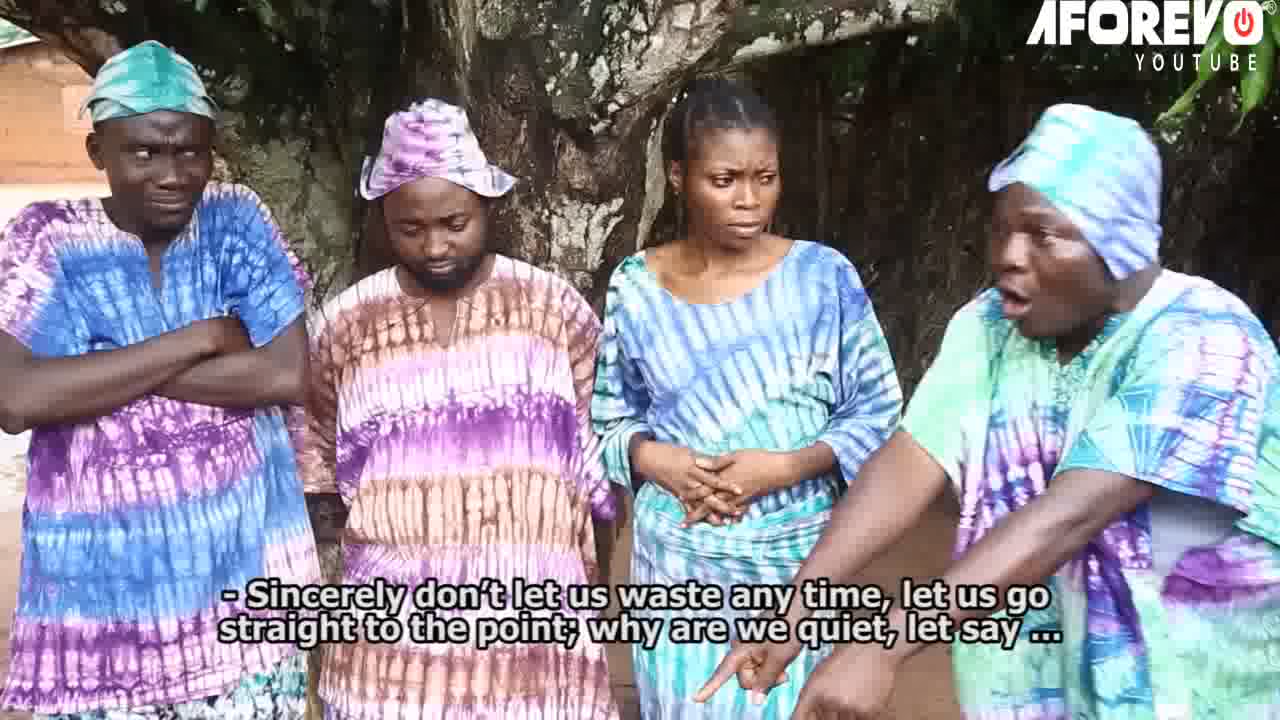 AFOREVO®
YOUTUBE
- Sincerely don't let us waste any time, let us go
straight to the point; why are we quiet, let say ...